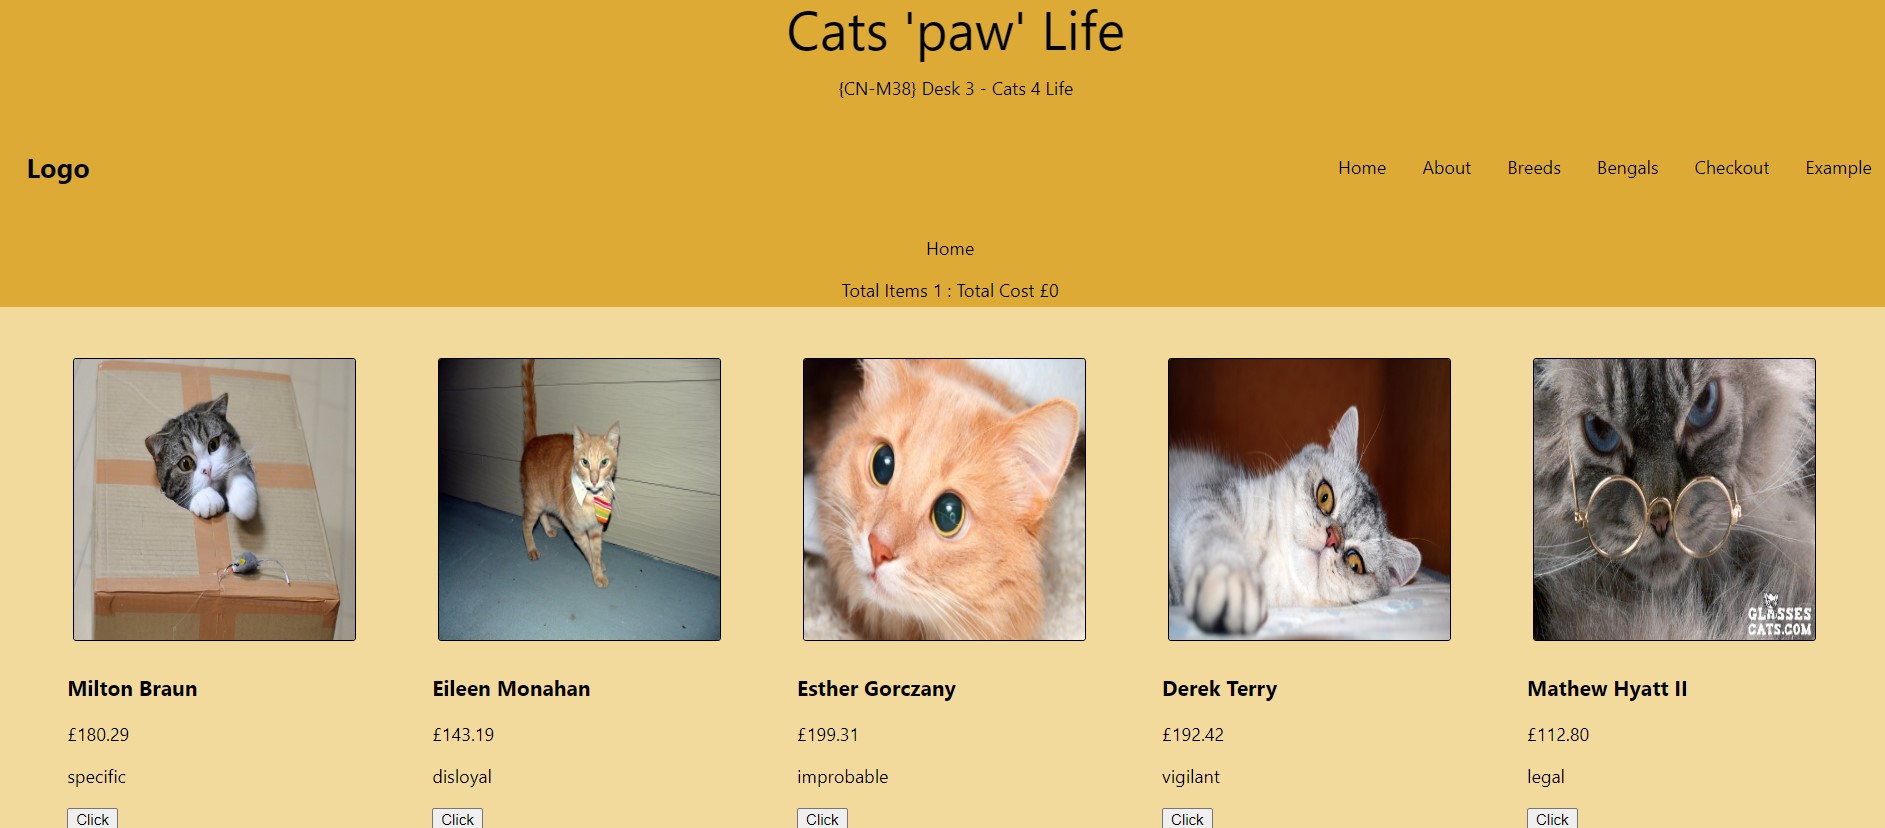 Cats 'paw' Life
{CN-M38} Desk 3 - Cats 4 Life
Logo
Home About Breeds Bengals Checkout Example
Home
Total Items 1 : Total Cost £0
GLASSES
CATS.COM
Milton Braun Eileen Monahan Esther Gorczany Derek Terry Mathew Hyatt II
£180.29 £143.19 £199.31 £192.42 £112.80
specific disloyal improbable vigilant legal
Click Click Click Click Click